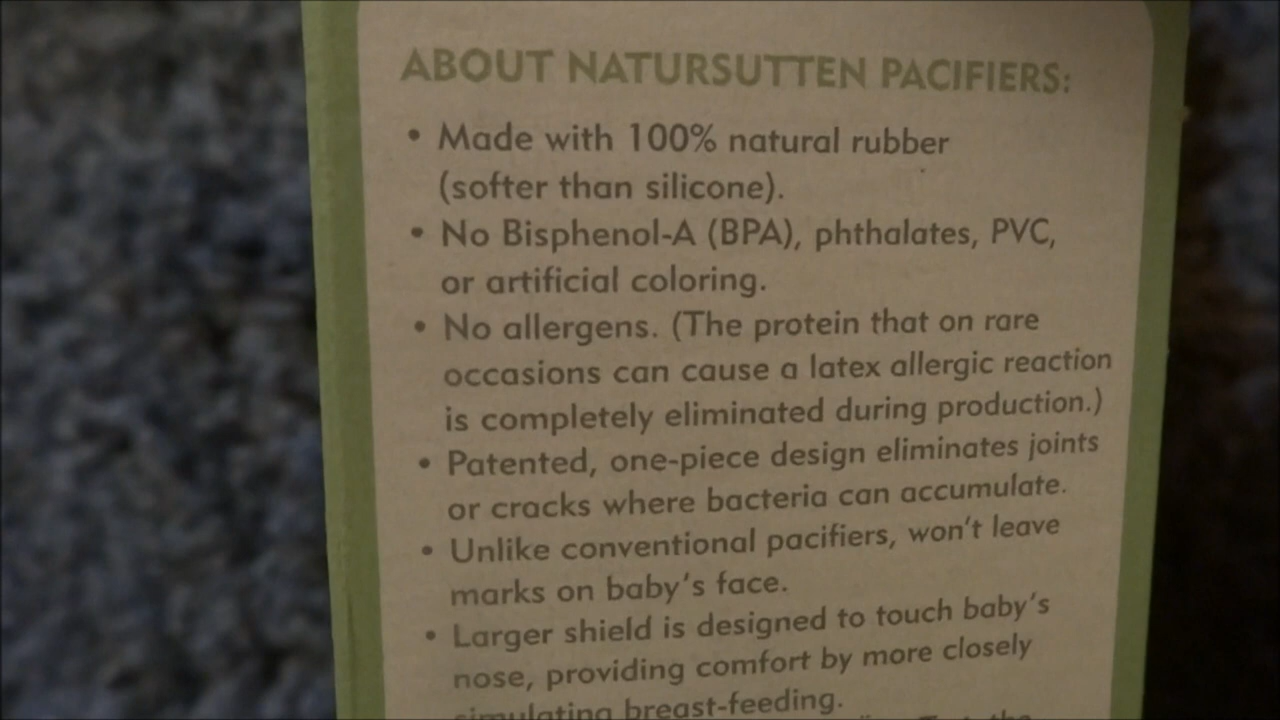 ABOUT NATURSUTTEN PACIFIERS:
• Made with 100% natural rubber
(softer than silicone).
• No Bisphenol-A (BPA), phthalates, PVC,
or artificial coloring.
• No allergens. (The protein that on rare
occasions can cause a latex allergic reaction
is completely eliminated during production.)
• Patented, one-piece design eliminates joints
or cracks where bacteria can accumulate.
• Unlike conventional pacifiers, won't leave
marks on baby's face.
• Larger shield is designed to touch baby's
nose, providing comfort by more closely
simulating breast-feeding.